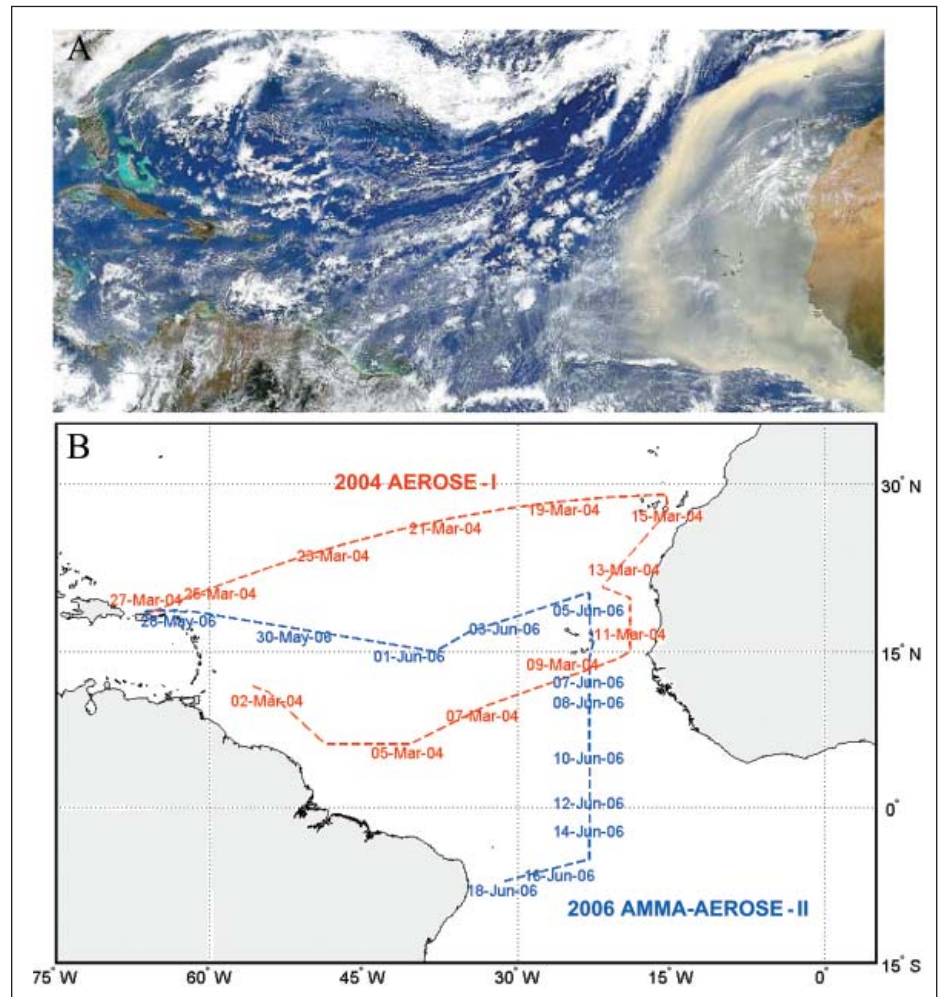 A
B
2004 AEROSE - I
30° N
19-Mar-04
15-Mar-04
21-Mar-04
23-Mar-04
13-Mar-04
25-Mar-04
27-Mar-04
05-Jun-06
28-May-06
03-Jun-06
11-Mar-04
30-May-06
01-Jun-06
15° N
09-Mar-04
07-Jun-06
02-Mar-04
08-Jun-06
07-Mar-04
05-Mar-04
10-Jun-06
12-Jun-06
0°
14-Jun-06
16-Jun-06
18-Jun-06
2006 AMMA-AEROSE - II
15° S
75° W
60° W
45° W
30° W
15° W
0°